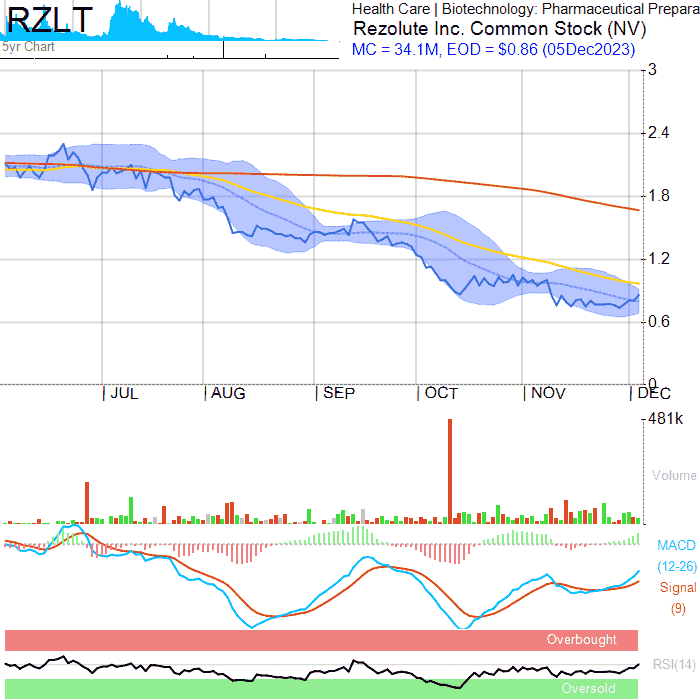 RZLT
5yr Chart
Health Care | Biotechnology: Pharmaceutical Prepara
Rezolute Inc. Common Stock (NV)
MC = 34.1M, EOD = $0.86 (05Dec2023)
3
2.4
1.8
1.2
0.6
0
JUL AUG SEP OCT NOV DEC
481k
Volume
MACD
(12-26)
Signal
(9)
Overbought
RSI(14)
Oversold